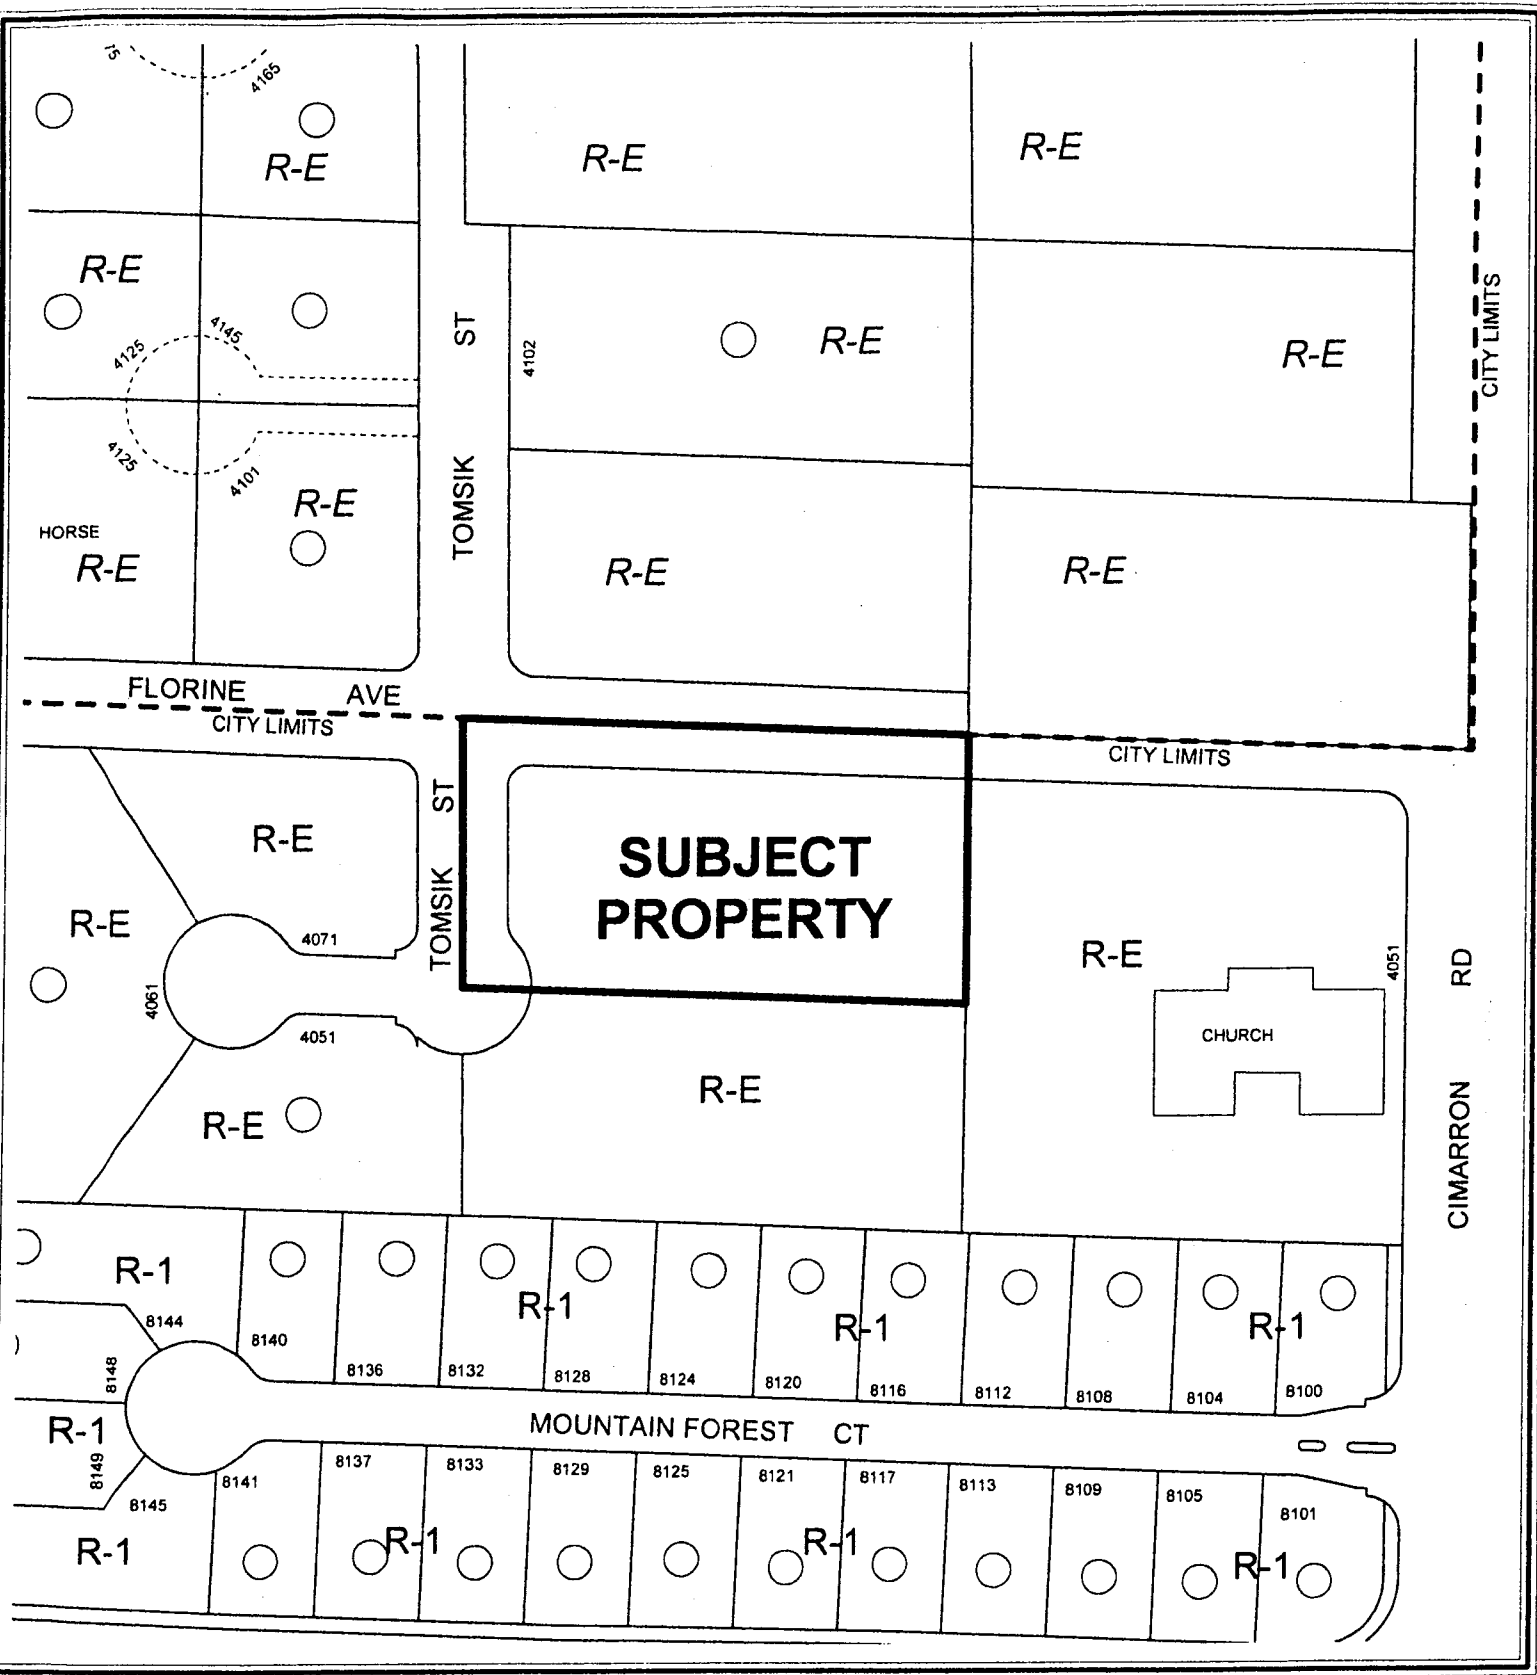 4165
R-E
R-E
R-E
R-E
4145
4125
ST
4102
R-E
R-E
CITY LIMITS
4125
4101
TOMSIK
HORSE
R-E
R-E
R-E
R-E
FLORINE AVE
CITY LIMITS
CITY LIMITS
TOMSIK ST
R-E
SUBJECT
PROPERTY
R-E
4071
4061
4051
R-E
4051
CHURCH
CIMARRON RD
R-E
R-E
R-1
R-1
R-1
R-1
8144
8140
8136
8132
8128
8124
8120
8116
8112
8108
8104
8100
8148
MOUNTAIN FOREST CT
R-1
8149
8145
8141
8137
8133
8129
8125
8121
8117
8113
8109
8105
8101
R-1
R-1
R-1
R-1